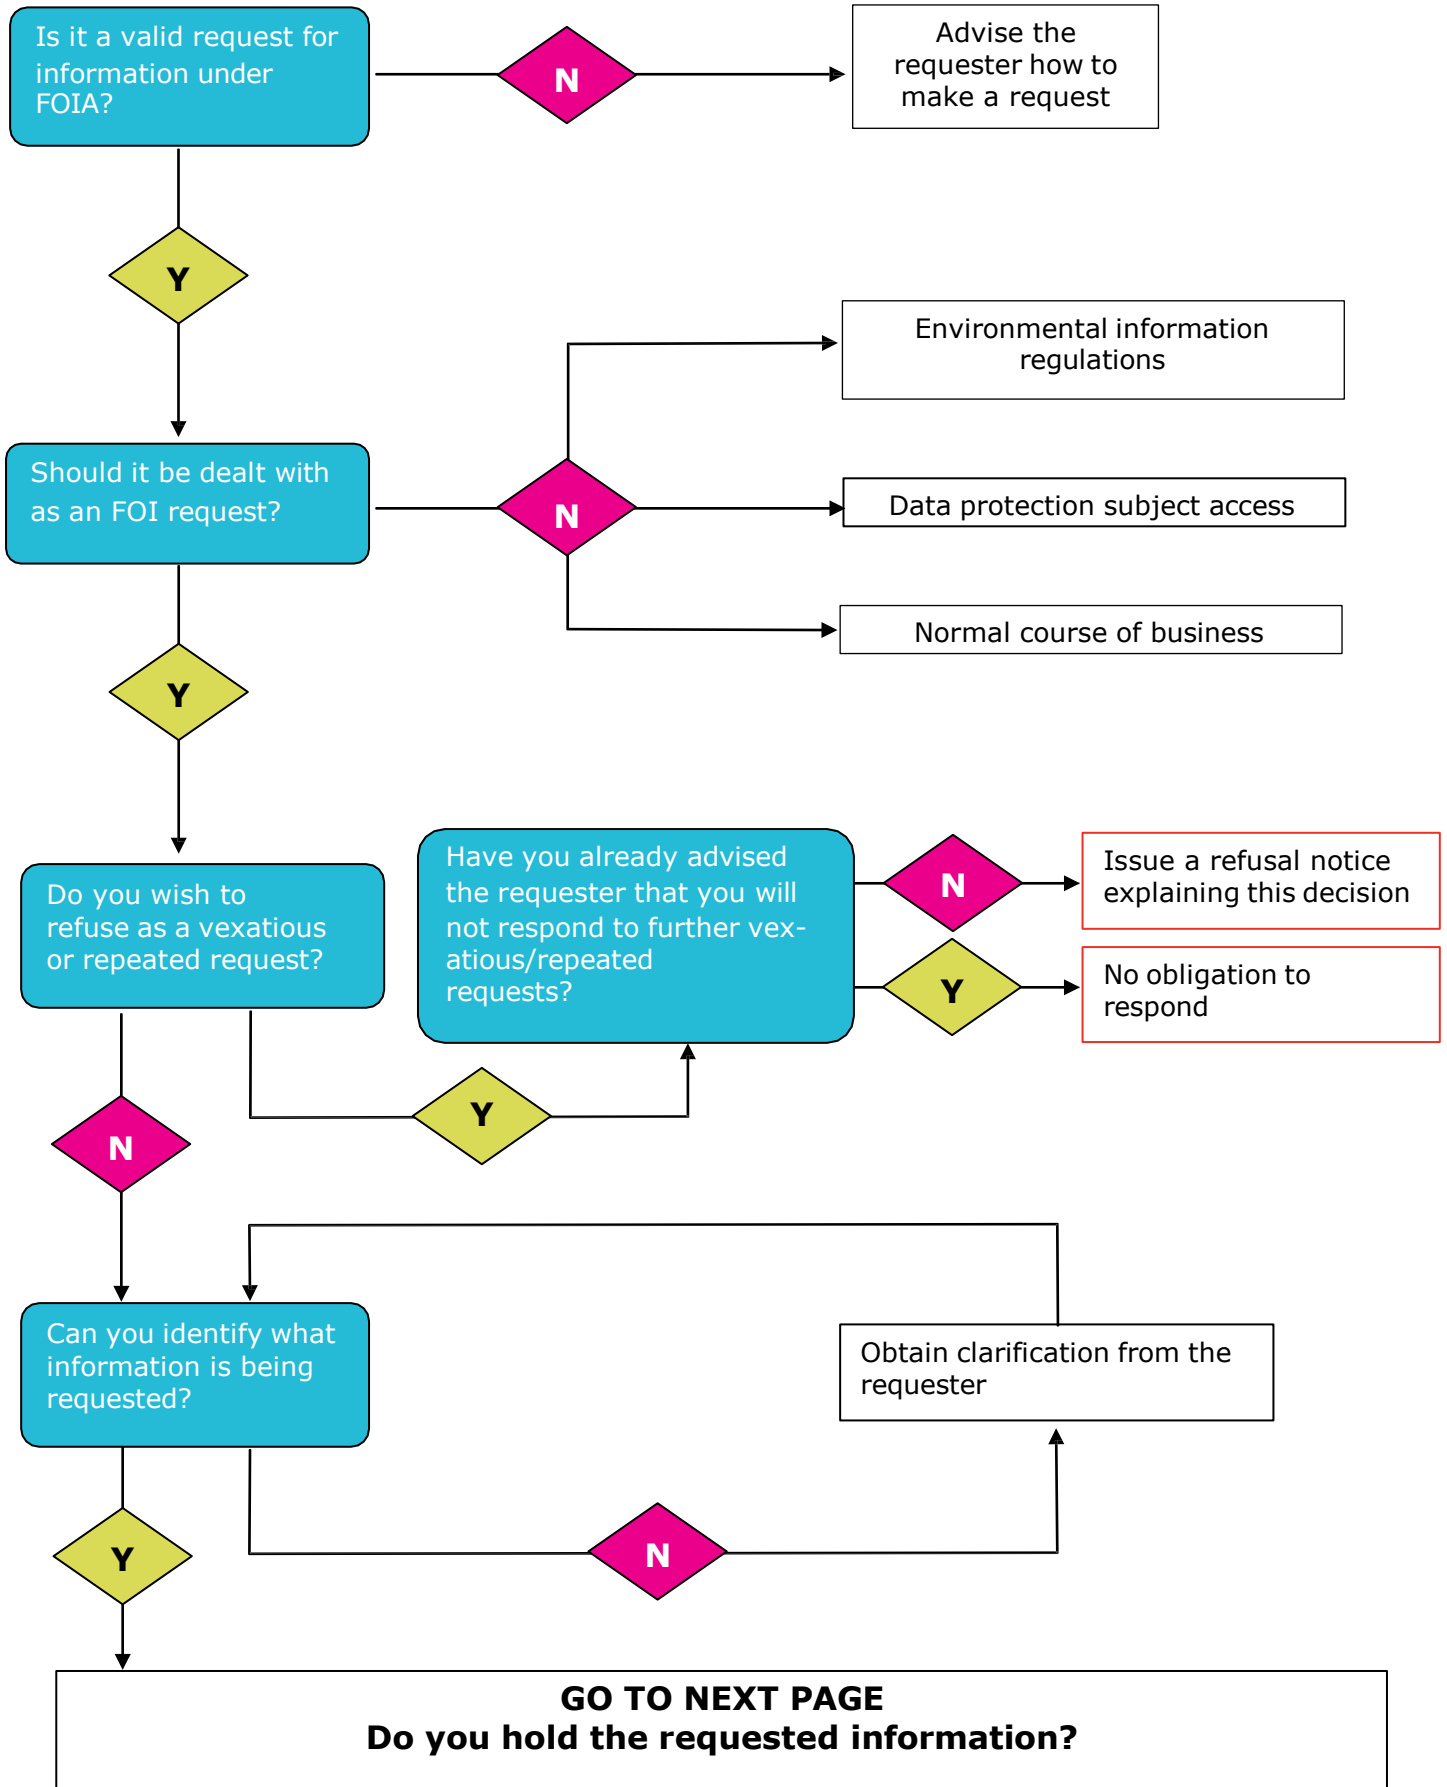 Is it a valid request for
information under
FOIA?
N
Advise the
requester how to
make a request
Y
Environmental information
regulations
Should it be dealt with
as an FOI request?
N
Data protection subject access
Normal course of business
Y
Do you wish to
refuse as a vexatious
or repeated request?
Have you already advised
the requester that you will
not respond to further vex-
atious/repeated
requests?
N
Issue a refusal notice
explaining this decision
Y
No obligation to
respond
Y
N
Can you identify what
information is being
requested?
Obtain clarification from the
requester
N
Y
GO TO NEXT PAGE
Do you hold the requested information?